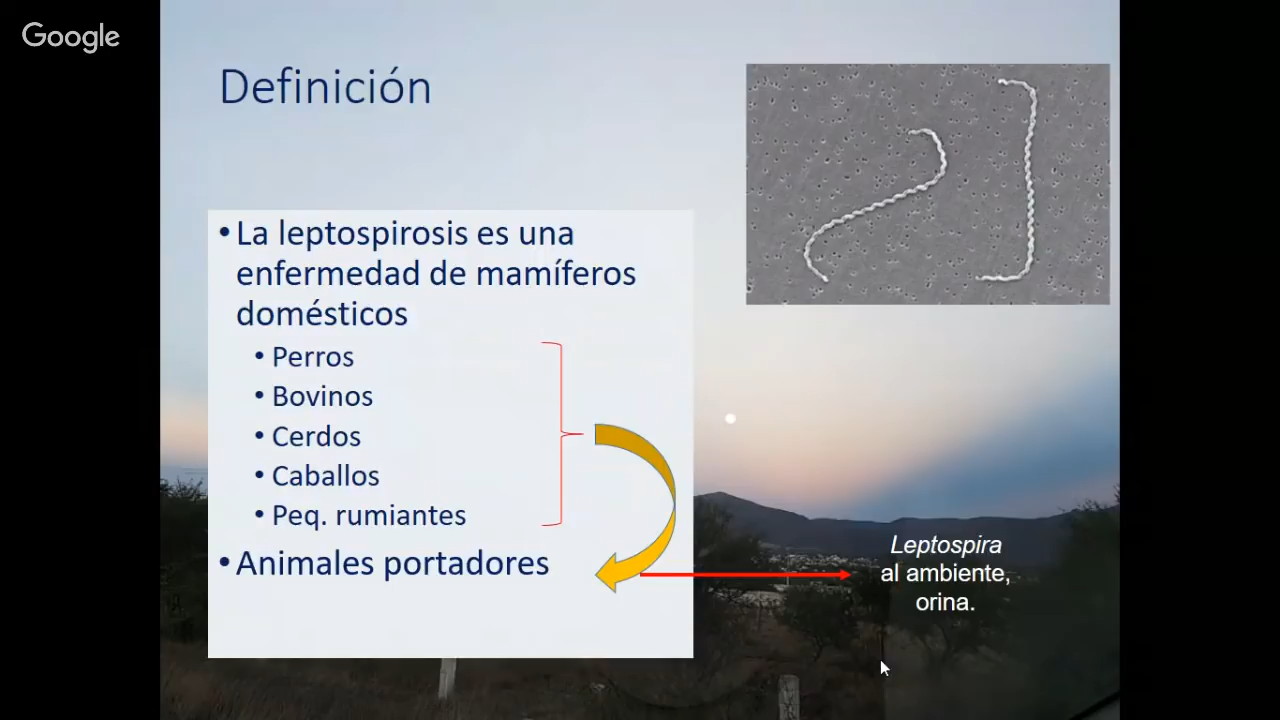 Google
Definición
• La leptospirosis es una
enfermedad de mamíferos
domésticos
• Perros
• Bovinos
• Cerdos
• Caballos
• Peq. rumiantes
• Animales portadores
Leptospira
al ambiente,
orina.